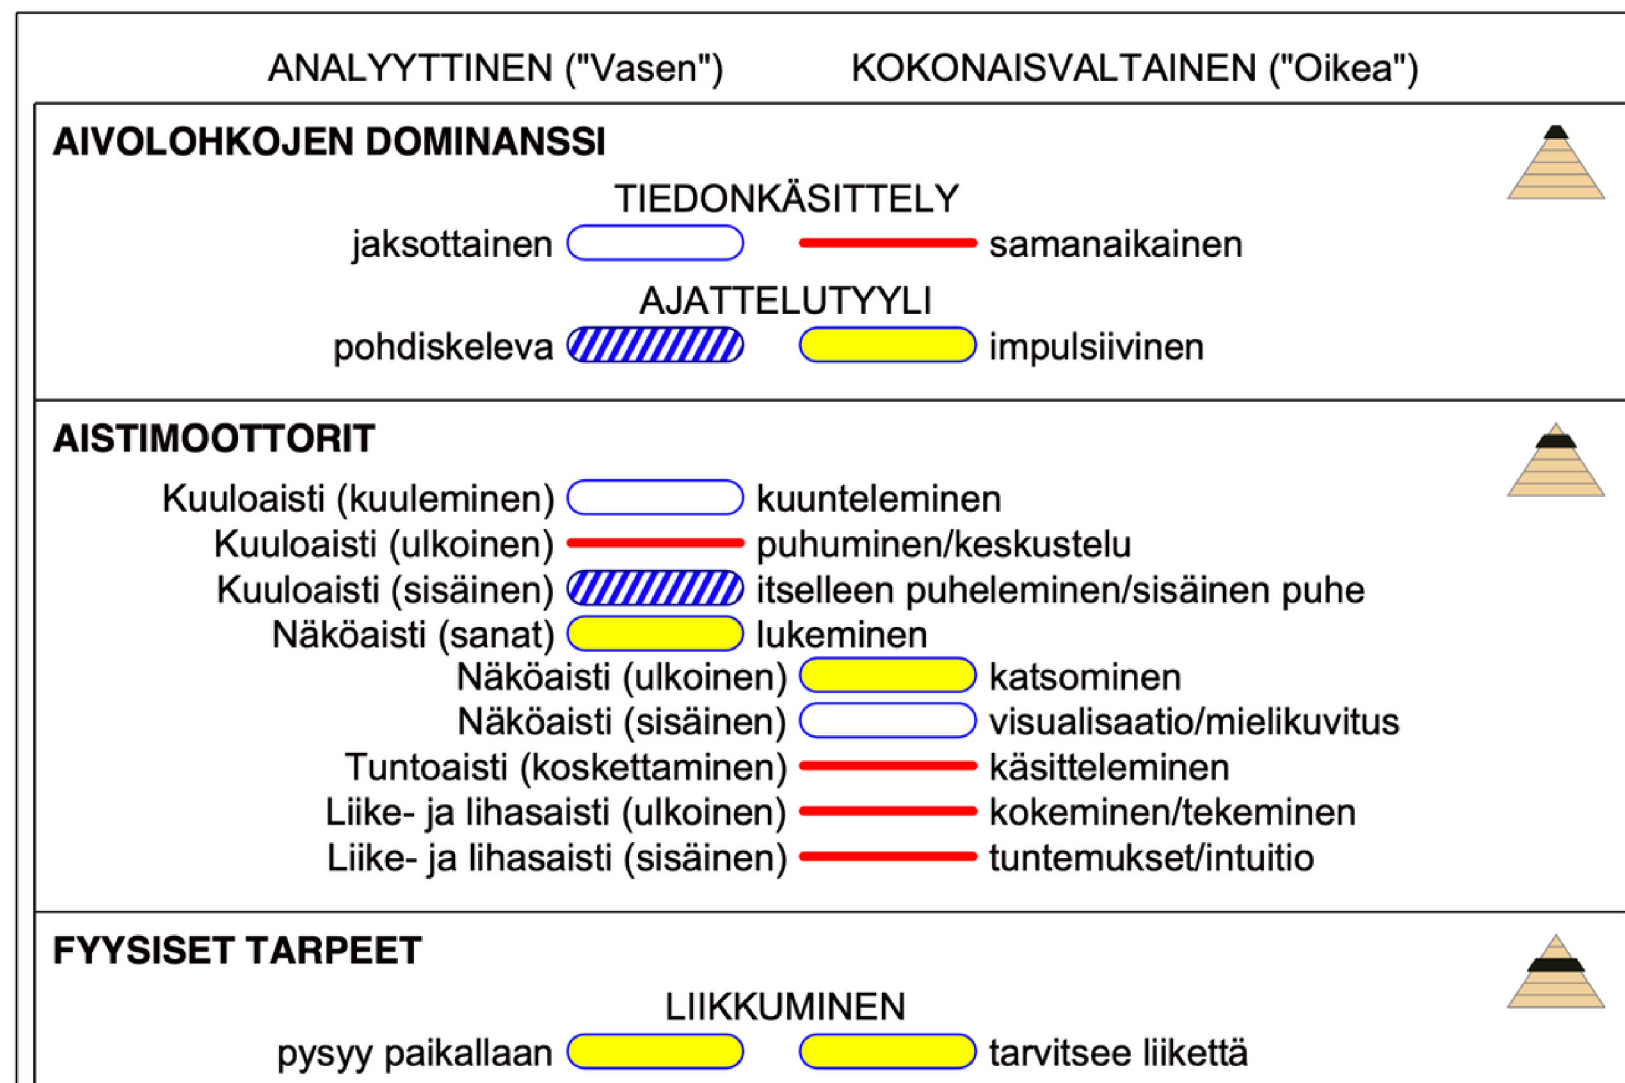 ANALYYTTINEN ("Vasen") KOKONAISVALTAINEN ("Oikea")
AIVOLOHKOJEN DOMINANSSI
TIEDONKÄSITTELY
jaksottainen samanaikainen
AJATTELUTYYLI
pohdiskeleva impulsiivinen
AISTIMOOTTORIT
Kuuloaisti (kuuleminen) kuunteleminen
Kuuloaisti (ulkoinen) puhuminen/keskustelu
Kuuloaisti (sisäinen) itselleen puheleminen/sisäinen puhe
Näköaisti (sanat) lukeminen
Näköaisti (ulkoinen) katsominen
Näköaisti (sisäinen) visualisaatio/mielikuvitus
Tuntoaisti (koskettaminen) käsitteleminen
Liike- ja lihasaisti (ulkoinen) kokeminen/tekeminen
Liike- ja lihasaisti (sisäinen) tuntemukset/intuitio
FYYSISET TARPEET
LIIKKUMINEN
pysyy paikallaan tarvitsee liikettä